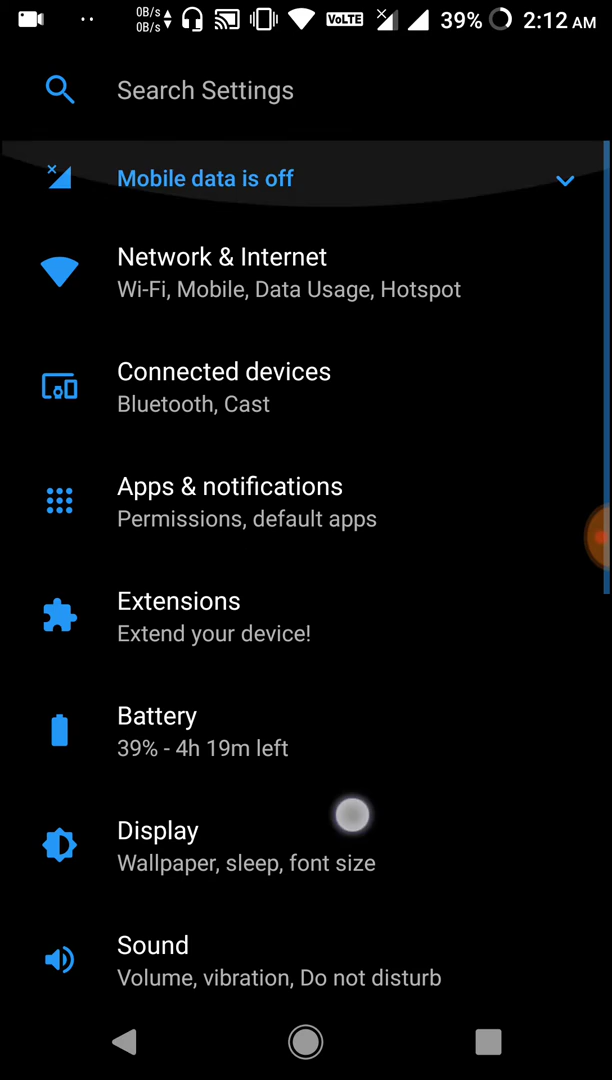 0B/s
0B/s
VoLTE
39%
2:12 AM
Search Settings
Mobile data is off
Network & Internet
Wi-Fi, Mobile, Data Usage, Hotspot
Connected devices
Bluetooth, Cast
Apps & notifications
Permissions, default apps
Extensions
Extend your device!
Battery
39% - 4h 19m left
Display
Wallpaper, sleep, font size
Sound
Volume, vibration, Do not disturb